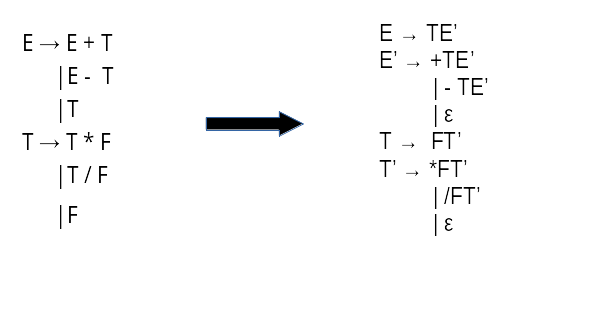 E → E + T
|E - T
|T
T → T * F
|T / F
|F
E → TE’
E’ → +TE’
|- TE’
|ε
T → FT’
T’ → *FT’
|/FT’
|ε